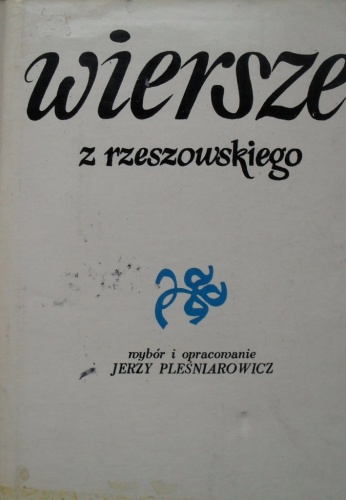 wiersze
z rzeszowskiego
wybór i opracowanie
JERZY PLEŚNIAROWICZ